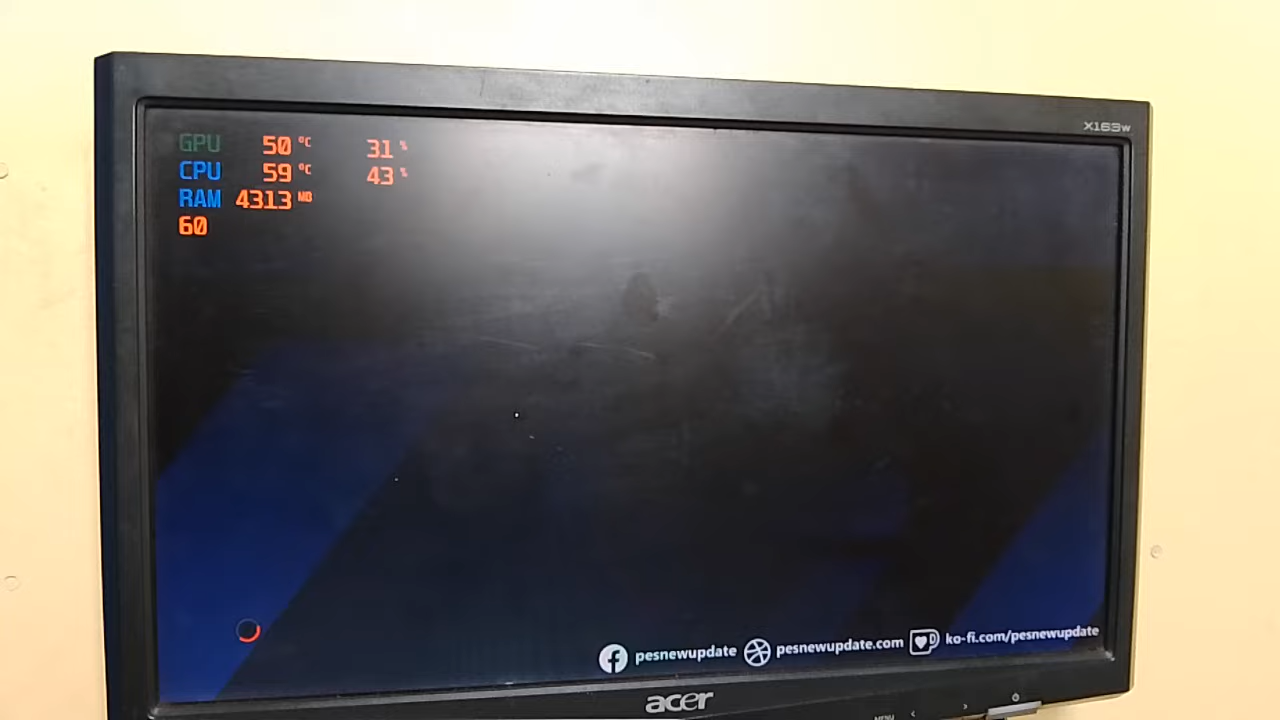 X163w
GPU 50 °C 31 %
CPU 59 °C 43 %
RAM 4313 MB
60
pesnewupdate pesnewupdate.com ko-fi.com/pesnewupdate
acer
MENU < >